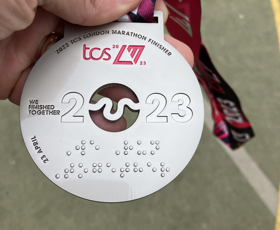 2023 TCS LONDON MARATHON FINISHER
tcs 20 23
WE
FINISHED
TOGETHER
2023
23 APRIL